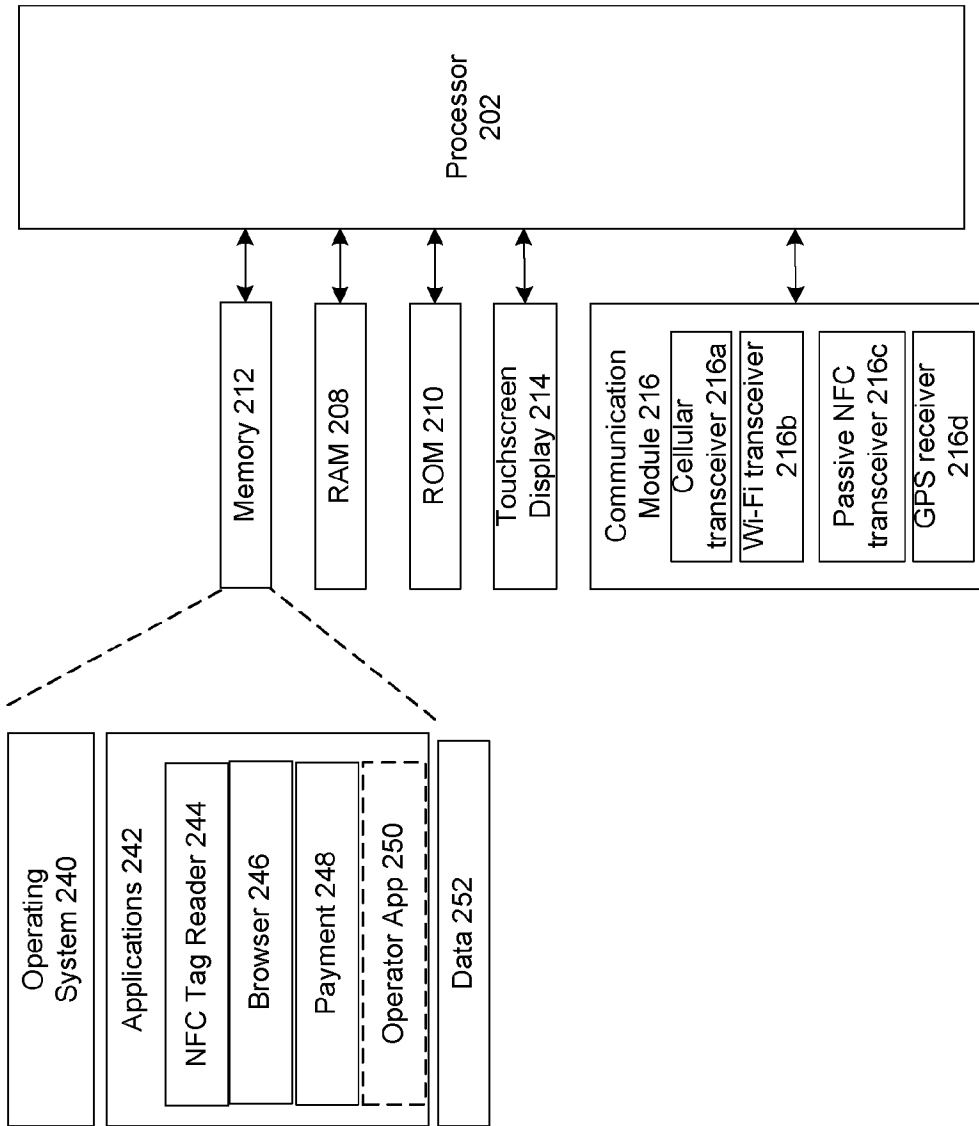 Processor
202
Memory 212
RAM 208
ROM 210
Touchscreen
Display 214
Communication
Module 216
Cellular
transceiver 216a
Wi-Fi transceiver
216b
Passive NFC
transceiver 216c
GPS receiver
216d
Operating
System 240
Applications 242
NFC Tag Reader 244
Browser 246
Payment 248
Operator App 250
Data 252